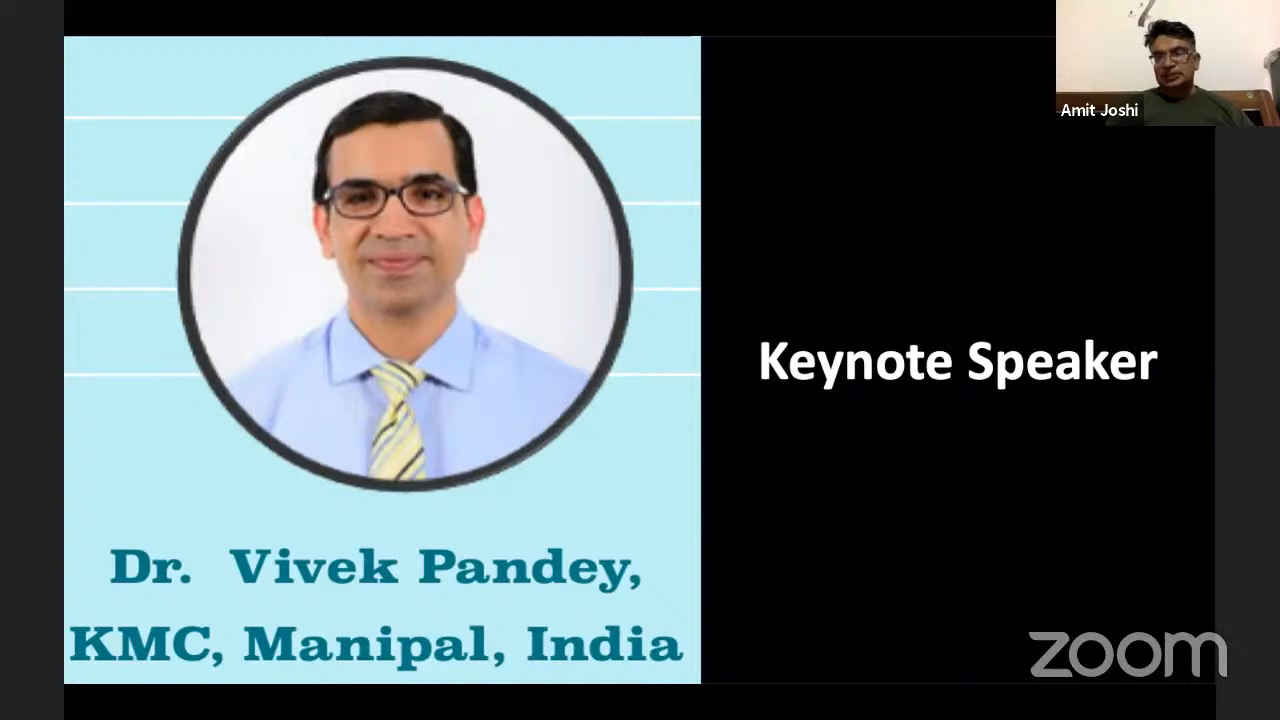 Amit Joshi
Keynote Speaker
Dr. Vivek Pandey,
KMC, Manipal, India
zoom